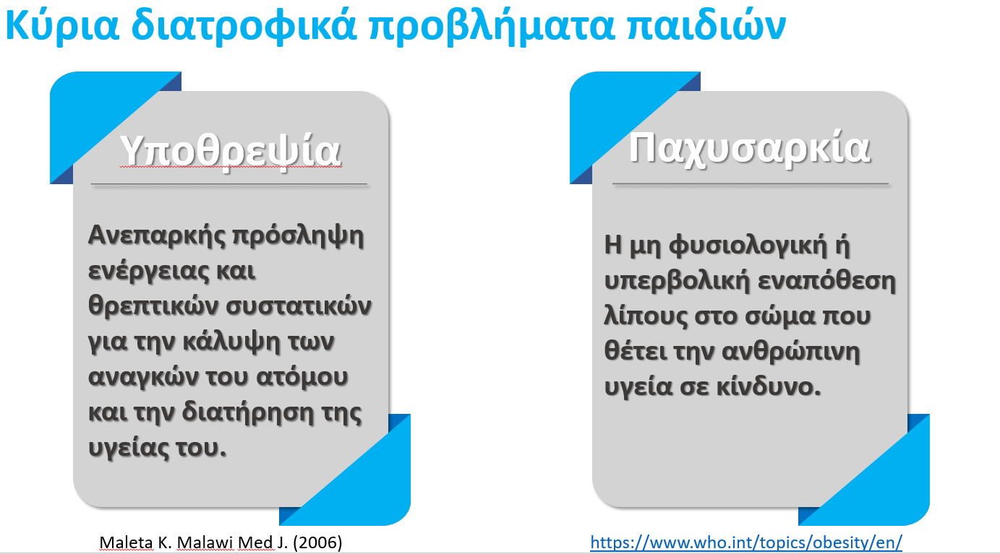 Κύρια διατροφικά προβλήματα παιδιών
Υποθρεψία
Ανεπαρκής πρόσληψη
ενέργειας και
θρεπτικών συστατικών
για την κάλυψη των
αναγκών του ατόμου
και την διατήρηση της
υγείας του.
Maleta K. Malawi Med J. (2006)
Παχυσαρκία
Η μη φυσιολογική ή
υπερβολική εναπόθεση
λίπους στο σώμα που
θέτει την ανθρώπινη
υγεία σε κίνδυνο.
https://www.who.int/topics/obesity/en/